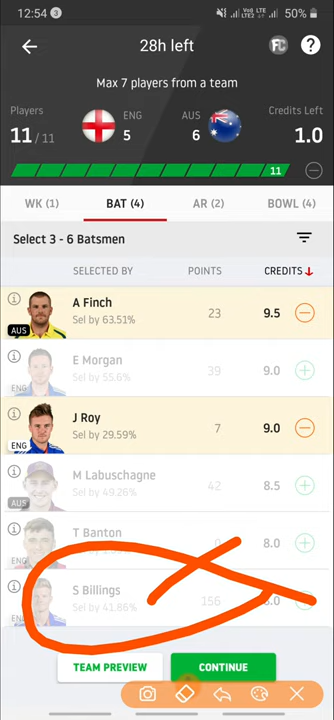 12:54 3 Vo) LTE LTE2 50%
28h left FC ?
Max 7 players from a team
Players ENG AUS Credits Left
11/11 5 6 1.0
11
WK (1) BAT (4) AR (2) BOWL (4)
Select 3 - 6 Batsmen
SELECTED BY POINTS CREDITS
A Finch
Sel by 63.51% 23 9.5
AUS
E Morgan
Sel by 55.6% 39 9.0
ENG
J Roy
Sel by 29.59% 7 9.0
ENG
M Labuschagne
Sel by 49.26% 42 8.5
AUS
T Banton
0 8.0
ENG
S Billings
Sel by 41.86% 156
ENG
TEAM PREVIEW CONTINUE